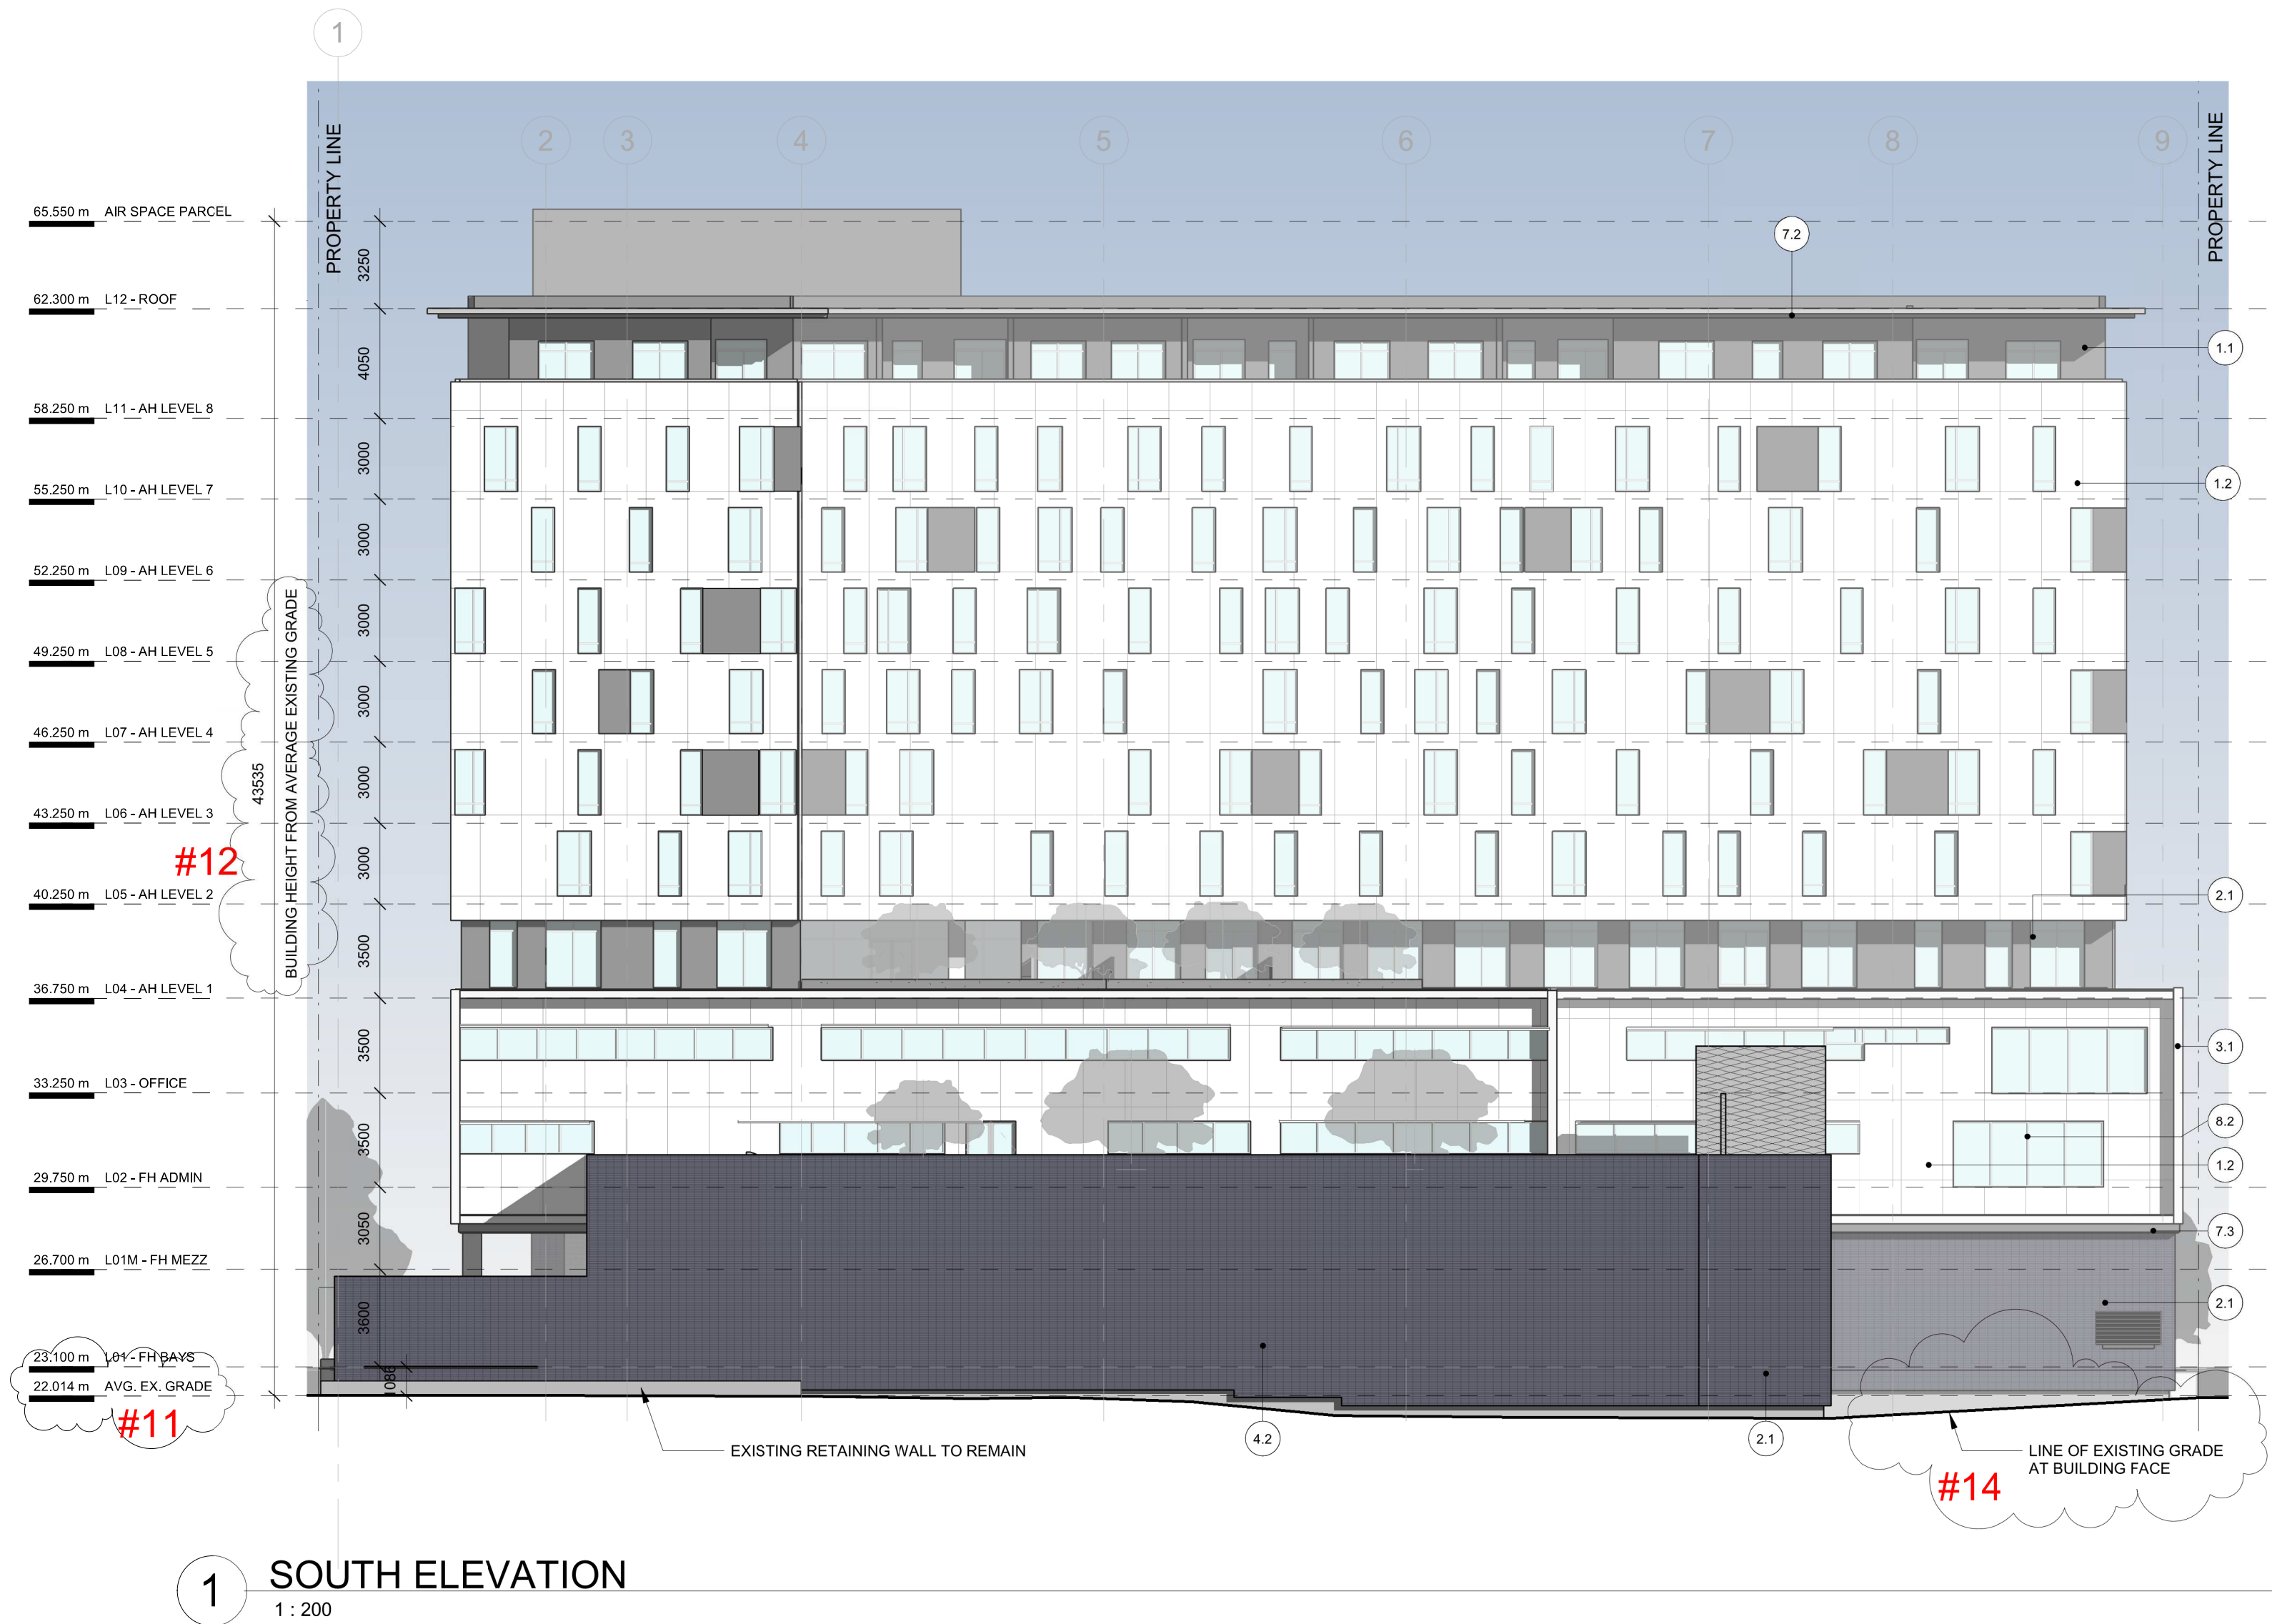 1
2
3
4
5
6
7
8
9
PROPERTY LINE
PROPERTY LINE
65.550 m AIR SPACE PARCEL
7.2
3250
62.300 m L12 - ROOF
4050
1.1
58.250 m L11 - AH LEVEL 8
3000
1.2
55.250 m L10 - AH LEVEL 7
3000
52.250 m L09 - AH LEVEL 6
3000
49.250 m L08 - AH LEVEL 5
3000
46.250 m L07 - AH LEVEL 4
3000
43.250 m L06 - AH LEVEL 3
3000
#12
43535
BUILDING HEIGHT FROM AVERAGE EXISTING GRADE
40.250 m L05 - AH LEVEL 2
2.1
3500
36.750 m L04 - AH LEVEL 1
3500
3.1
33.250 m L03 - OFFICE
3500
8.2
1.2
29.750 m L02 - FH ADMIN
3050
7.3
26.700 m L01M - FH MEZZ
3600
2.1
23.100 m L01 - FH BAYS
1086
22.014 m AVG. EX. GRADE
#11
EXISTING RETAINING WALL TO REMAIN
4.2
2.1
LINE OF EXISTING GRADE
AT BUILDING FACE
#14
1 SOUTH ELEVATION
1 : 200